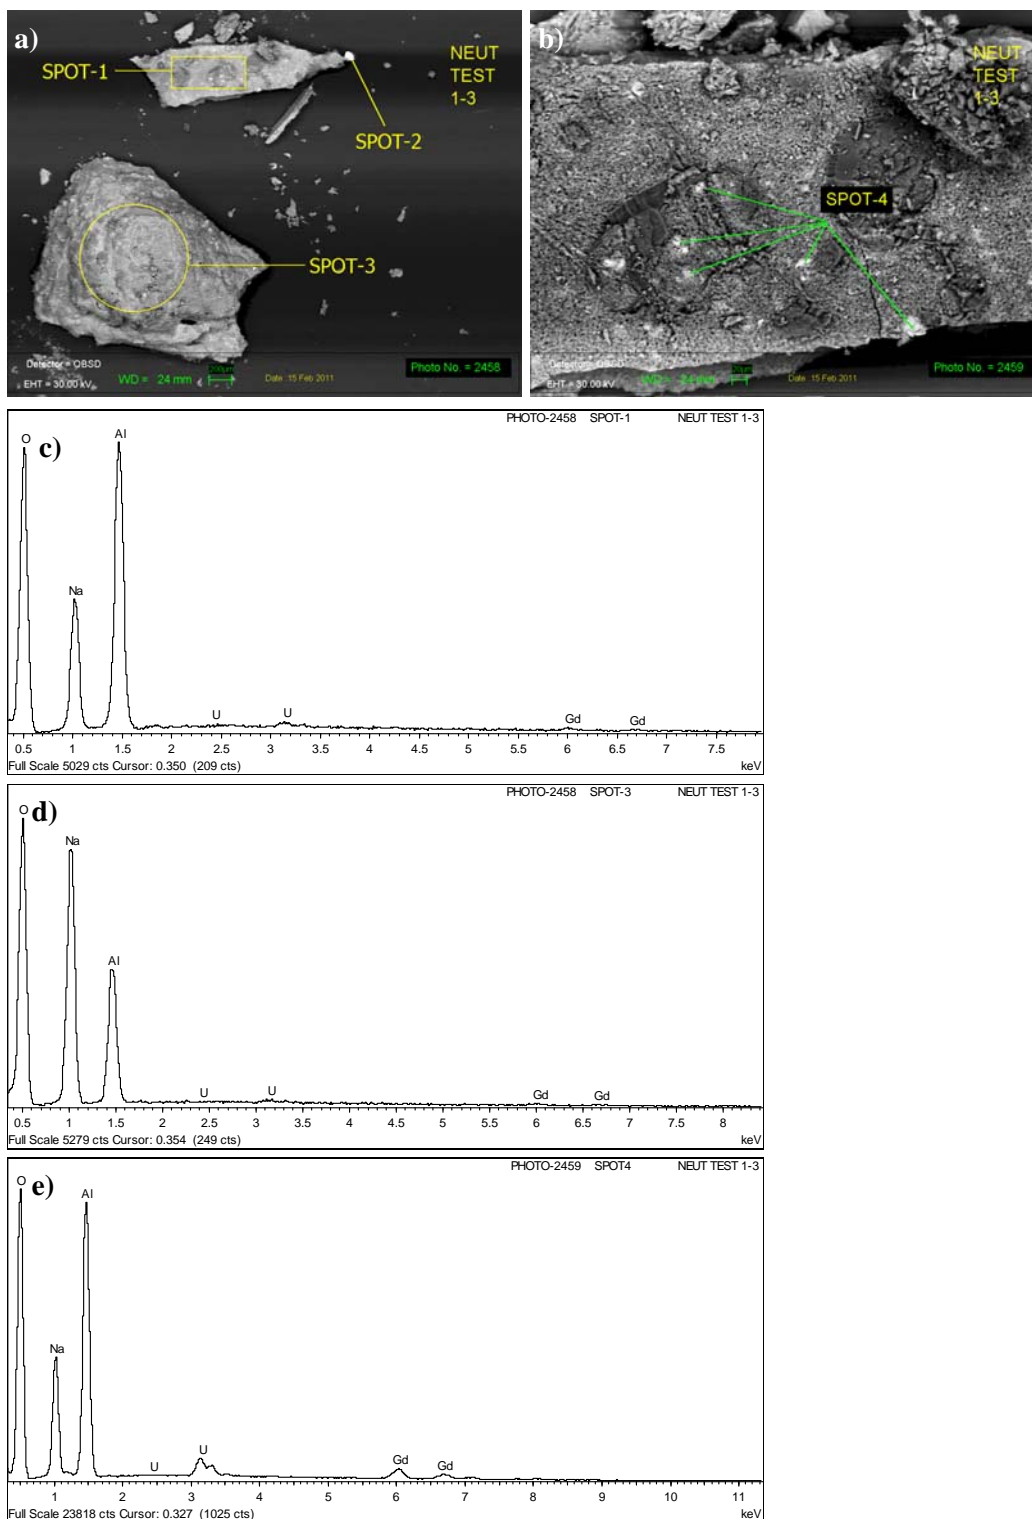 a)
SPOT-1
SPOT-2
SPOT-3
NEUT
TEST
1-3
Detector = QBSD
EHT = 30.00 kV
WD = 24 mm
200µm
Date :15 Feb 2011
Photo No. = 2458
b)
NEUT
TEST
1-3
SPOT-4
Detector = QBSD
EHT = 30.00 kV
WD = 24 mm
20µm
Date :15 Feb 2011
Photo No. = 2459
PHOTO-2458 SPOT-1 NEUT TEST 1-3
c)
O Na Al U U Gd Gd
0.5 1 1.5 2 2.5 3 3.5 4 4.5 5 5.5 6 6.5 7 7.5
Full Scale 5029 cts Cursor: 0.350 (209 cts) keV
PHOTO-2458 SPOT-3 NEUT TEST 1-3
d)
O Na Al U U Gd Gd
0.5 1 1.5 2 2.5 3 3.5 4 4.5 5 5.5 6 6.5 7 7.5 8
Full Scale 5279 cts Cursor: 0.354 (249 cts) keV
PHOTO-2459 SPOT4 NEUT TEST 1-3
e)
O Na Al U U Gd Gd
1 2 3 4 5 6 7 8 9 10 11
Full Scale 23818 cts Cursor: 0.327 (1025 cts) keV